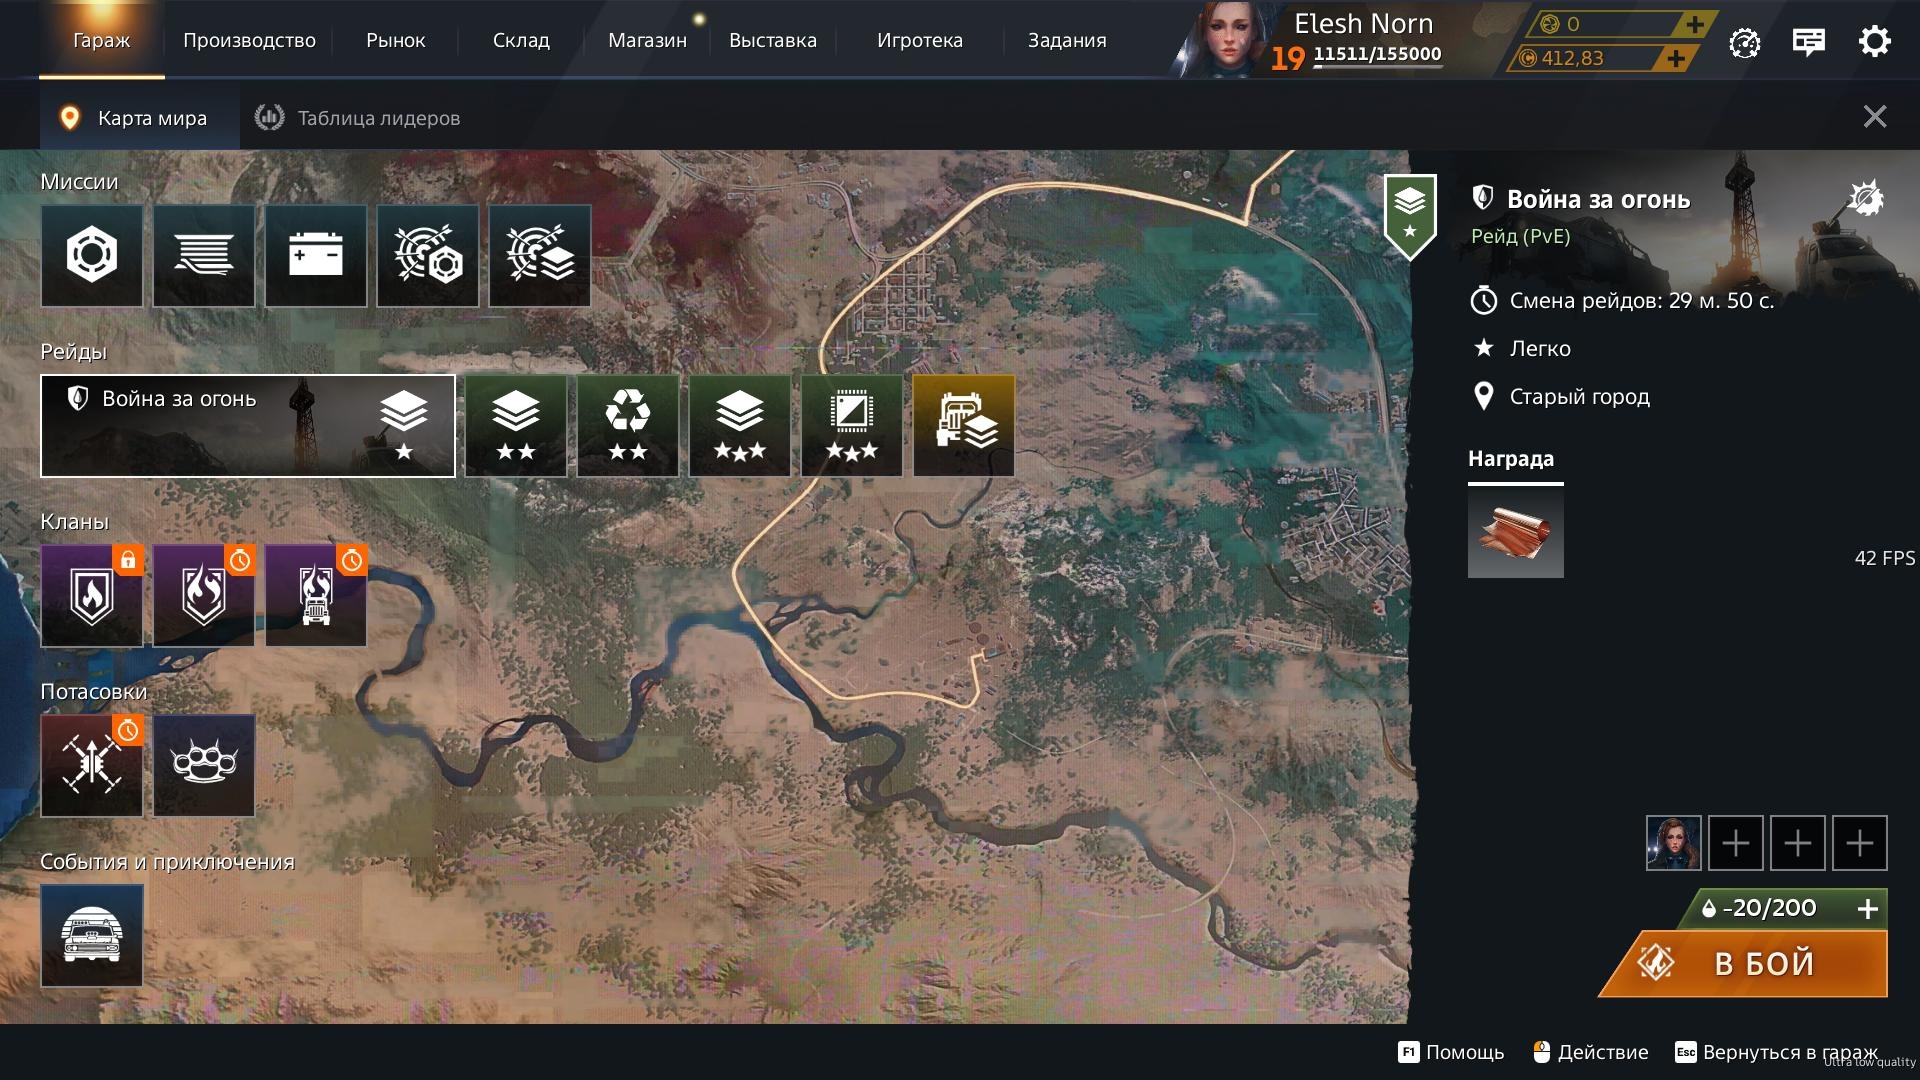 Гараж Производство Рынок Склад Магазин Выставка Игротека Задания
Elesh Norn
19 11511/155000
0
412,83
Карта мира Таблица лидеров
Миссии
Рейды
Война за огонь
Кланы
Потасовки
События и приключения
Война за огонь
Рейд (PvE)
Смена рейдов: 29 м. 50 с.
Легко
Старый город
Награда
42 FPS
-20/200
В БОЙ
F1 Помощь Действие Esc Вернуться в гараж
Ultra low quality